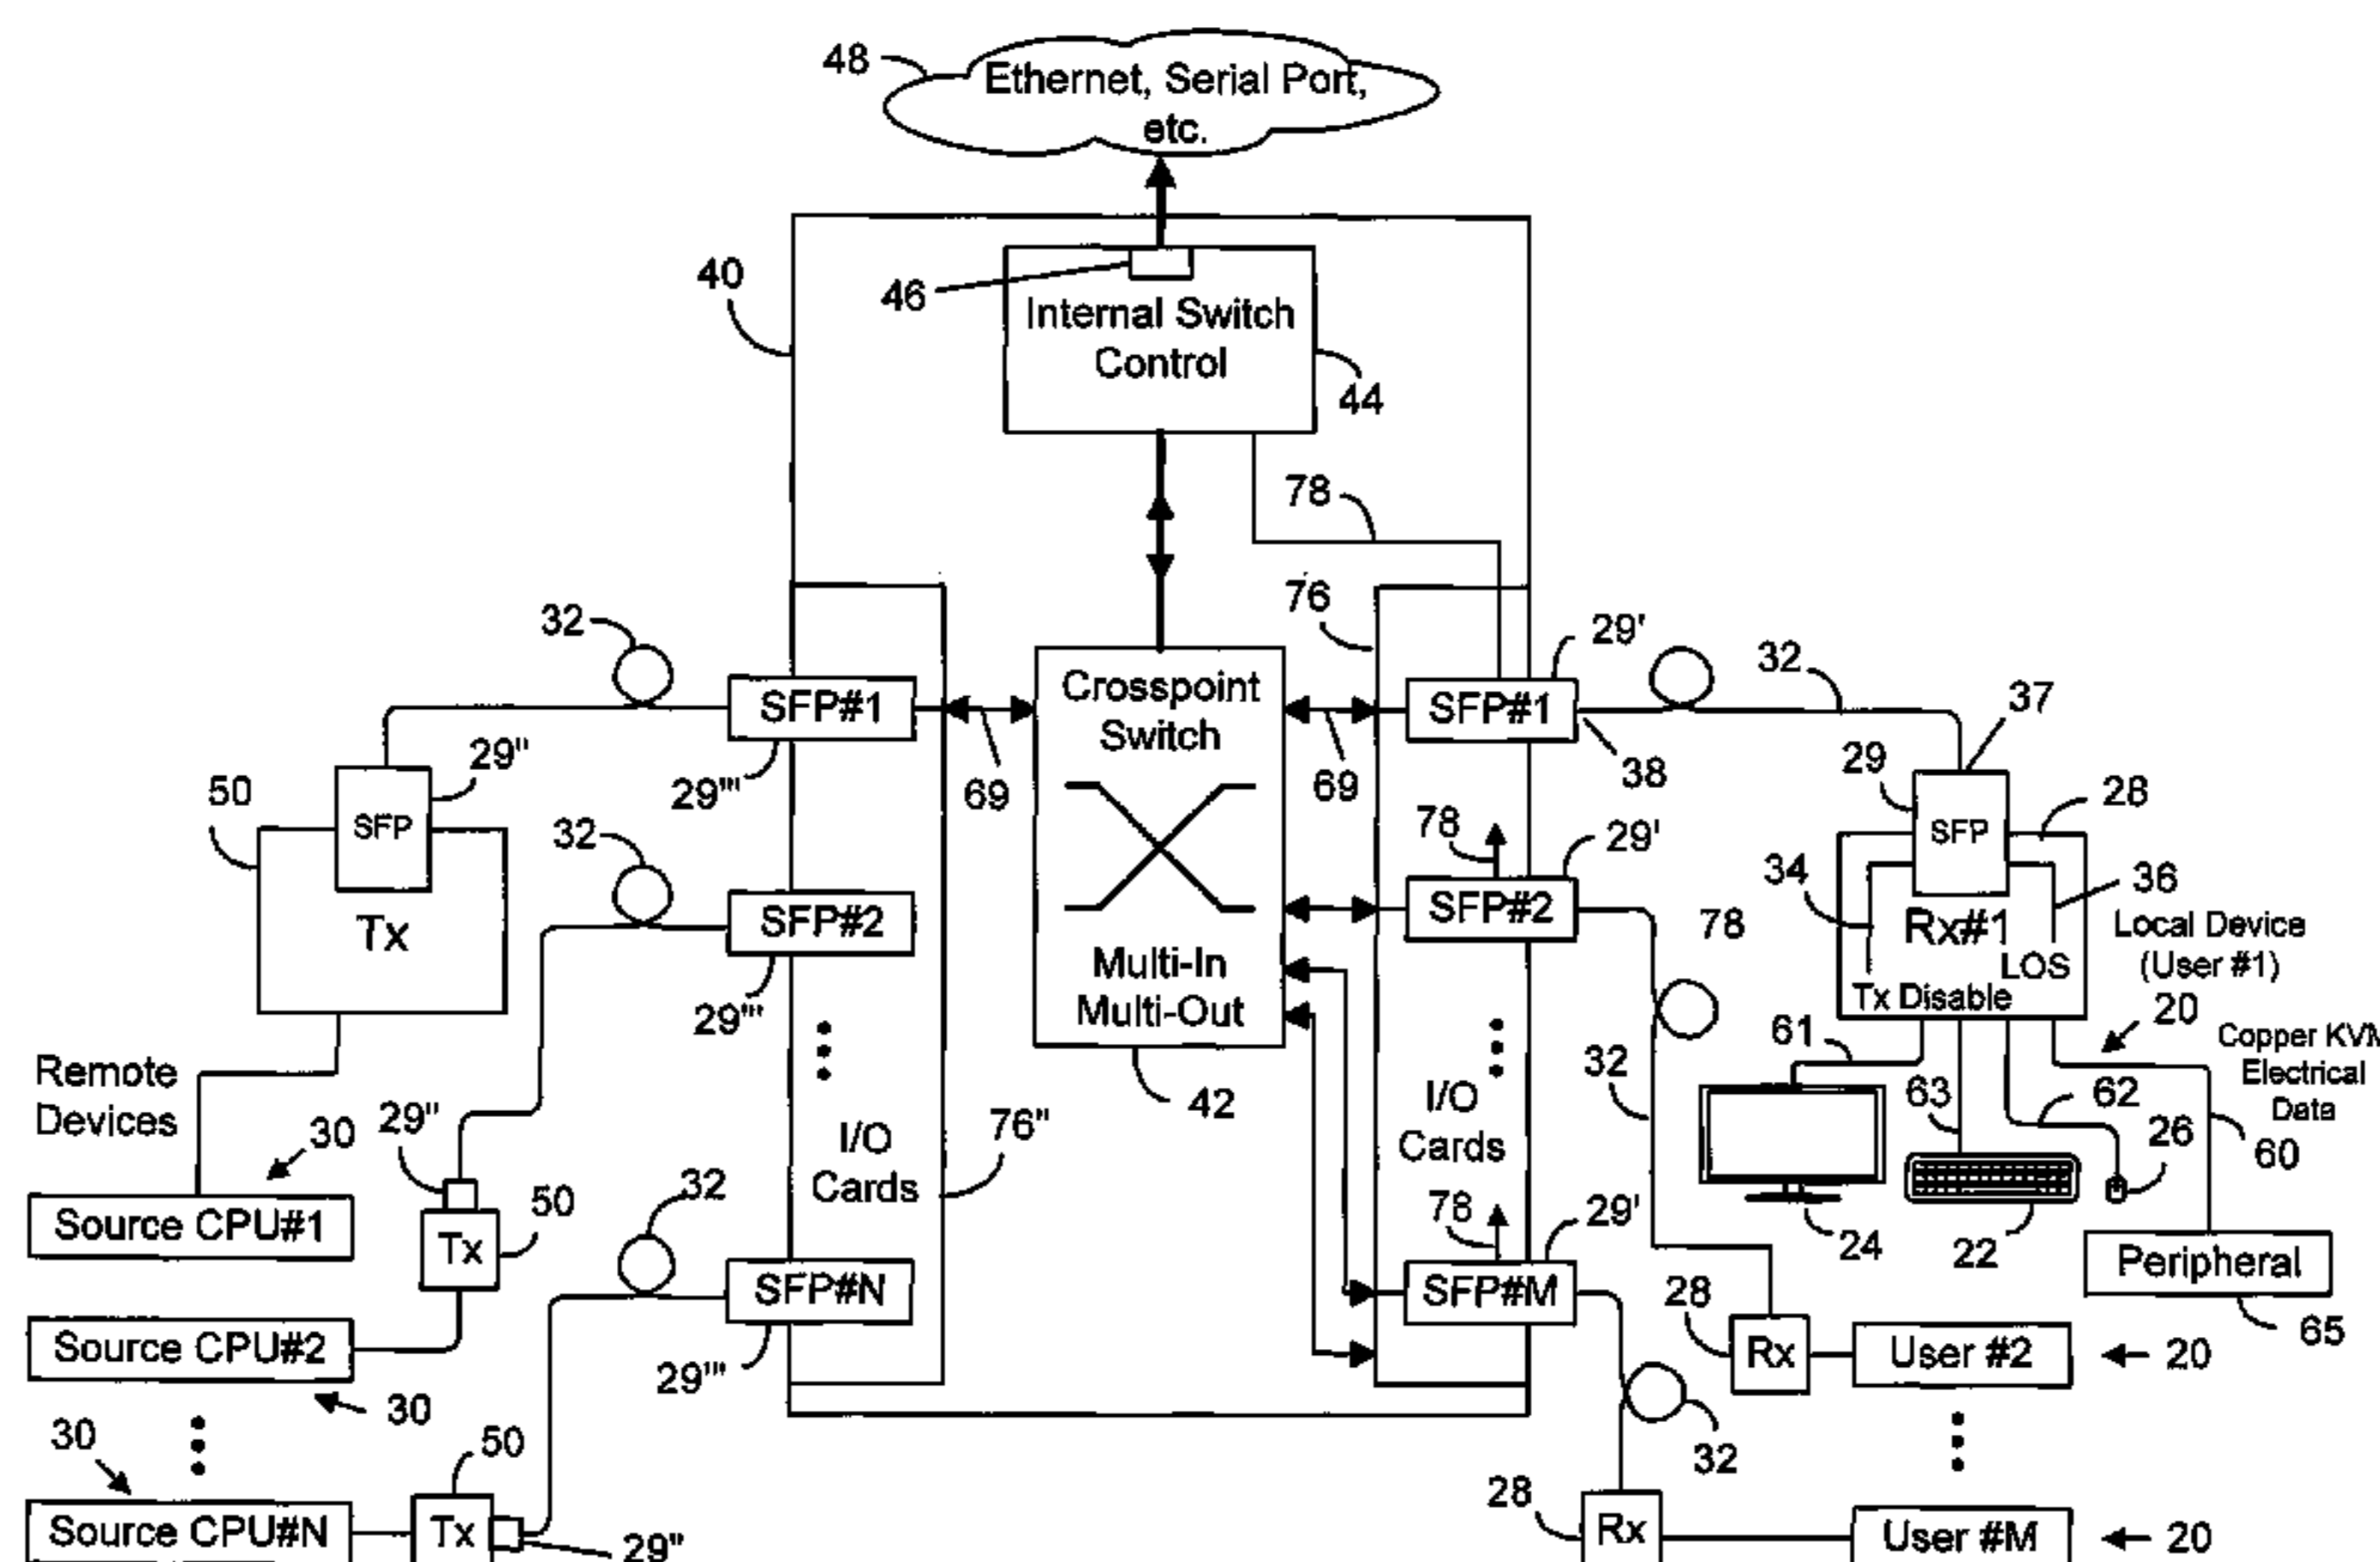 48
Ethernet, Serial Port,
etc.
40
46
Internal Switch
Control
44
78
76
32
SFP#1
29'''
69
Crosspoint
Switch
Multi-In
Multi-Out
42
69
SFP#1
29'
38
32
37
29
28
SFP
34
36
Rx#1
LOS
Tx Disable
Local Device
(User #1)
20
Copper KVM
Electrical
Data
29"
50
SFP
Tx
32
SFP#2
29'''
78
29'
SFP#2
78
32
61
63
62
26
60
24
22
Peripheral
65
Remote
Devices
30
29"
Source CPU#1
50
Tx
I/O
Cards
76"
32
SFP#N
29'''
I/O
Cards
78
29'
SFP#M
28
Rx
User #2
20
Source CPU#2
30
32
30
50
Source CPU#N
Tx
29"
28
Rx
User #M
20